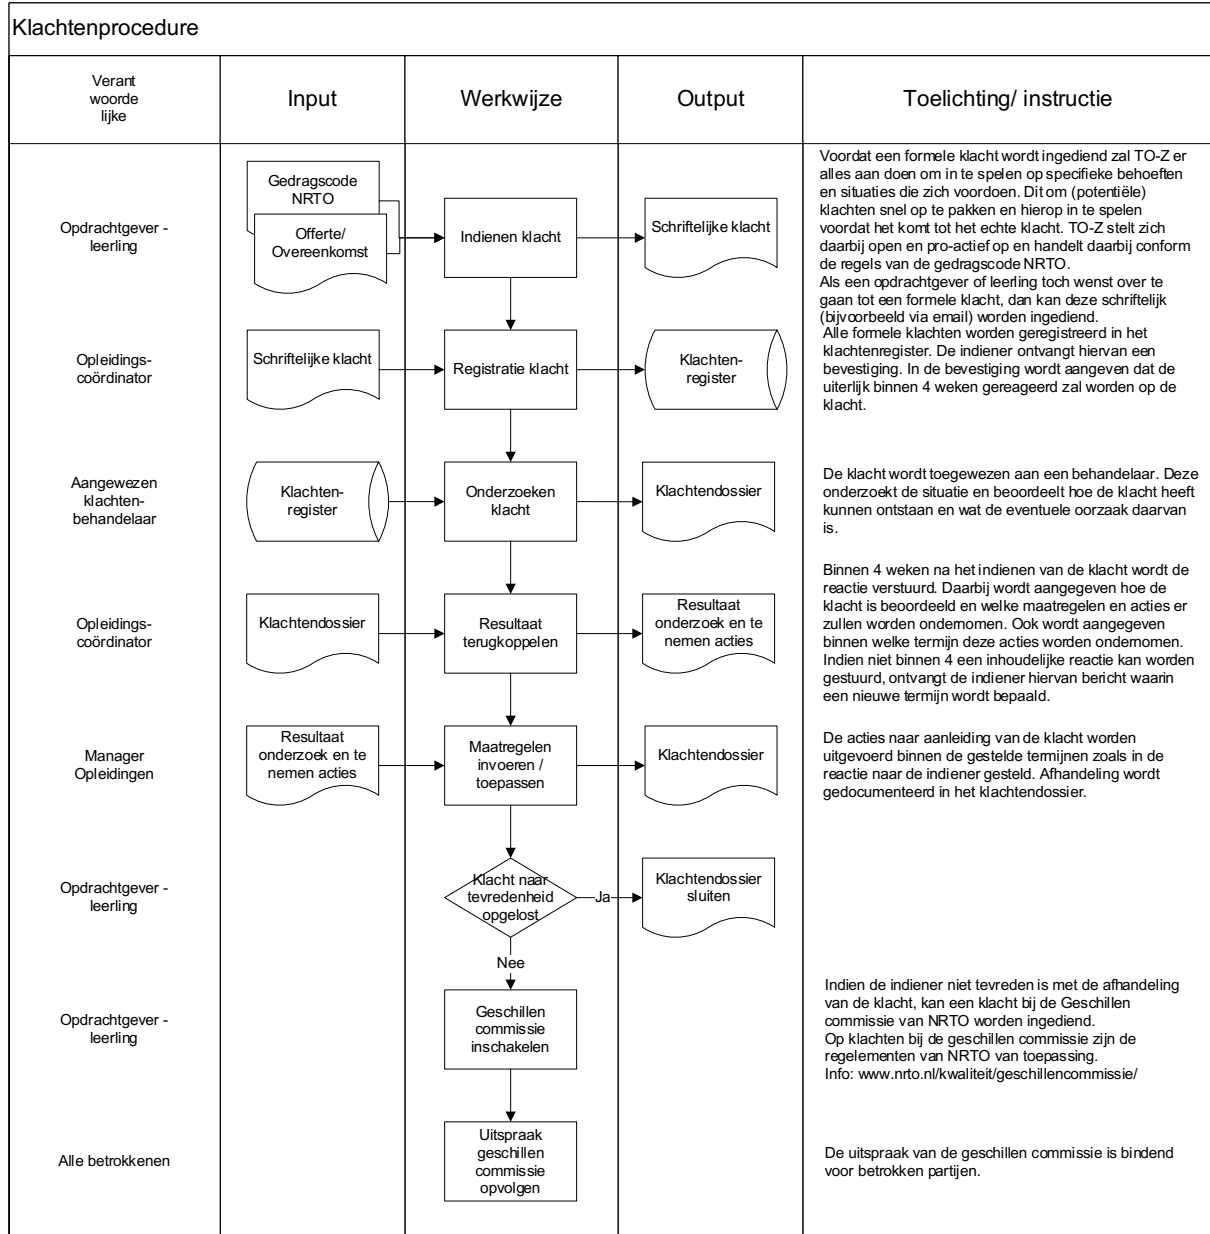 Klachtenprocedure
Verant
woorde
lijke
Input
Werkwijze
Output
Toelichting/ instructie
Opdrachtgever -
leerling
Gedragscode
NRTO
Offerte/
Overeenkomst
Indienen klacht
Schriftelijke klacht
Voordat een formele klacht wordt ingediend zal TO-Z er
alles aan doen om in te spelen op specifieke behoeften
en situaties die zich voordoen. Dit om (potentiële)
klachten snel op te pakken en hierop in te spelen
voordat het komt tot het echte klacht. TO-Z stelt zich
daarbij open en pro-actief op en handelt daarbij conform
de regels van de gedragscode NRTO.
Als een opdrachtgever of leerling toch wenst over te
gaan tot een formele klacht, dan kan deze schriftelijk
(bijvoorbeeld via email) worden ingediend.
Opleidings-
coördinator
Schriftelijke klacht
Registratie klacht
Klachten-
register
Alle formele klachten worden geregistreerd in het
klachtenregister. De indiener ontvangt hiervan een
bevestiging. In de bevestiging wordt aangeven dat de
uiterlijk binnen 4 weken gereageerd zal worden op de
klacht.
Aangewezen
klachten-
behandelaar
Klachten-
register
Onderzoeken
klacht
Klachtendossier
De klacht wordt toegewezen aan een behandelaar. Deze
onderzoekt de situatie en beoordeelt hoe de klacht heeft
kunnen ontstaan en wat de eventuele oorzaak daarvan
is.
Opleidings-
coördinator
Klachtendossier
Resultaat
terugkoppelen
Resultaat
onderzoek en te
nemen acties
Binnen 4 weken na het indienen van de klacht wordt de
reactie verstuurd. Daarbij wordt aangegeven hoe de
klacht is beoordeeld en welke maatregelen en acties er
zullen worden ondernomen. Ook wordt aangegeven
binnen welke termijn deze acties worden ondernomen.
Indien niet binnen 4 een inhoudelijke reactie kan worden
gestuurd, ontvangt de indiener hiervan bericht waarin
een nieuwe termijn wordt bepaald.
Manager
Opleidingen
Resultaat
onderzoek en te
nemen acties
Maatregelen
invoeren /
toepassen
Klachtendossier
De acties naar aanleiding van de klacht worden
uitgevoerd binnen de gestelde termijnen zoals in de
reactie naar de indiener gesteld. Afhandeling wordt
gedocumenteerd in het klachtendossier.
Opdrachtgever -
leerling
Klacht naar
tevredenheid
opgelost
Ja
Klachtendossier
sluiten
Nee
Opdrachtgever -
leerling
Geschillen
commissie
inschakelen
Indien de indiener niet tevreden is met de afhandeling
van de klacht, kan een klacht bij de Geschillen
commissie van NRTO worden ingediend.
Op klachten bij de geschillen commissie zijn de
regelementen van NRTO van toepassing.
Info: www.nrto.nl/kwaliteit/geschillencommissie/
Alle betrokkenen
Uitspraak
geschillen
commissie
opvolgen
De uitspraak van de geschillen commissie is bindend
voor betrokken partijen.